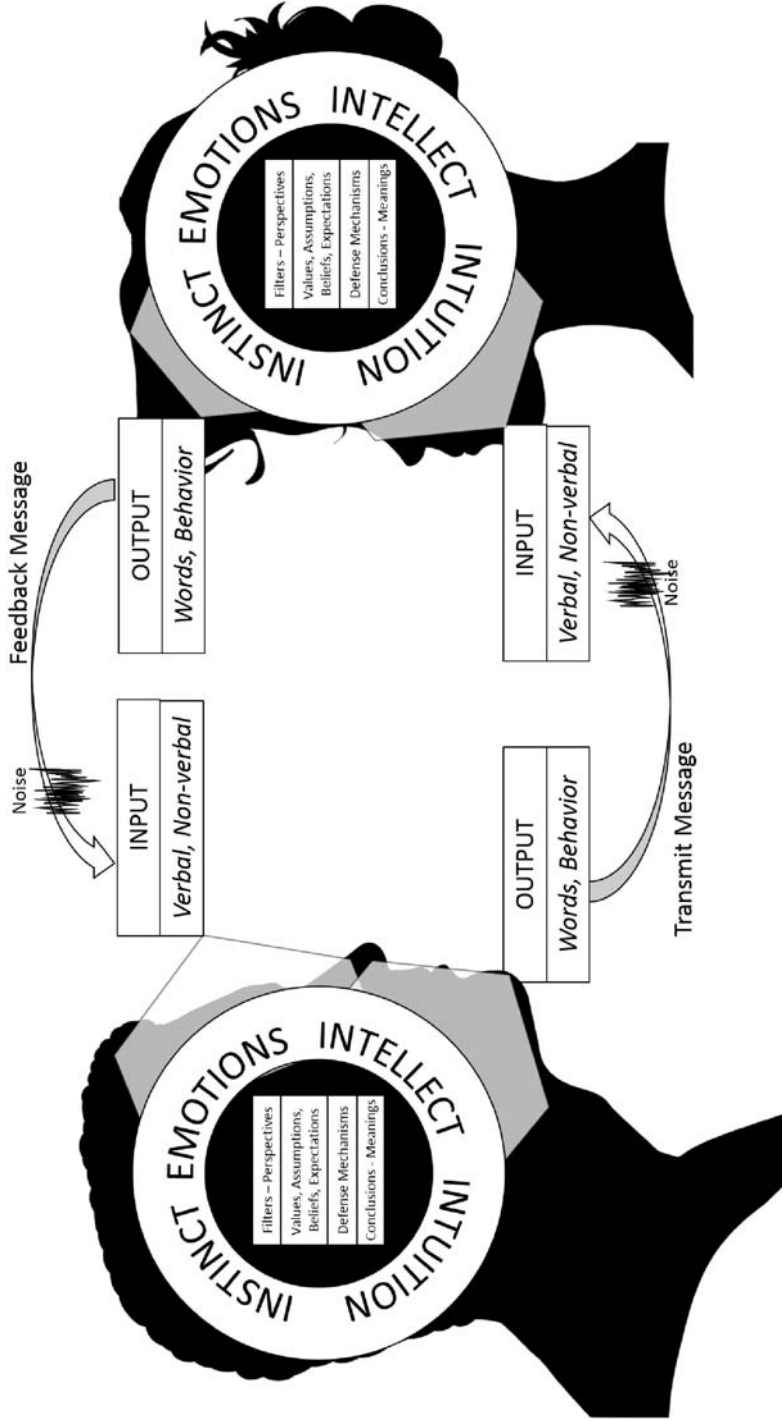 Feedback Message
Noise
INPUT
Verbal, Non-verbal
OUTPUT
Words, Behavior
INSTINCT EMOTIONS INTELLECT INTUITION
Filters – Perspectives
Values, Assumptions,
Beliefs, Expectations
Defense Mechanisms
Conclusions - Meanings
INSTINCT EMOTIONS INTELLECT INTUITION
Filters – Perspectives
Values, Assumptions,
Beliefs, Expectations
Defense Mechanisms
Conclusions - Meanings
OUTPUT
Words, Behavior
INPUT
Verbal, Non-verbal
Noise
Transmit Message